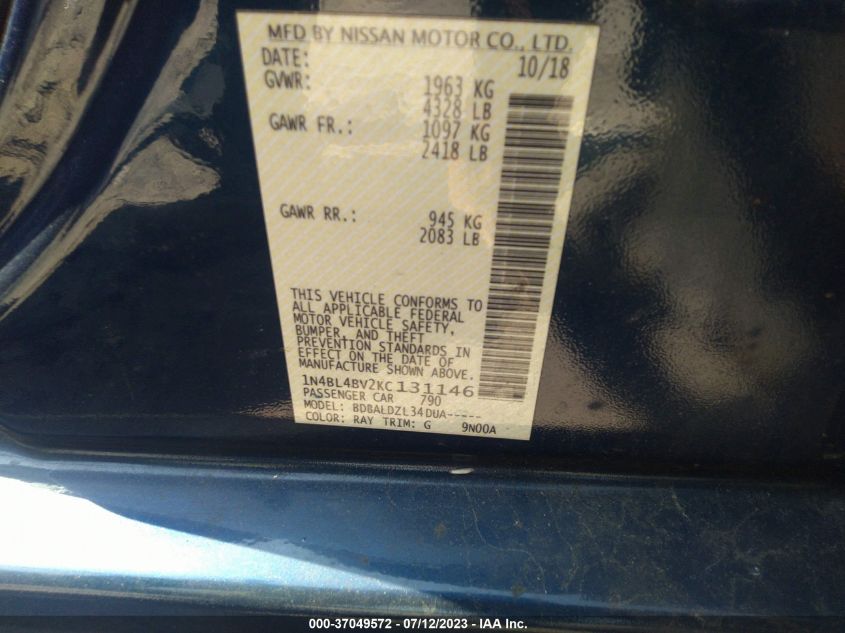 MFD BY NISSAN MOTOR CO., LTD.
DATE: 10/18
GVWR: 1963 KG
4328 LB
GAWR FR.: 1097 KG
2418 LB
GAWR RR.: 945 KG
2083 LB
THIS VEHICLE CONFORMS TO
ALL APPLICABLE FEDERAL
MOTOR VEHICLE SAFETY,
BUMPER, AND THEFT
PREVENTION STANDARDS IN
EFFECT ON THE DATE OF
MANUFACTURE SHOWN ABOVE.
1N4BL4BV2KC131146
PASSENGER CAR 790
MODEL: BDBALDZL34DUA-----
COLOR: RAY TRIM: G 9N00A
000-37049572 - 07/12/2023 - IAA Inc.